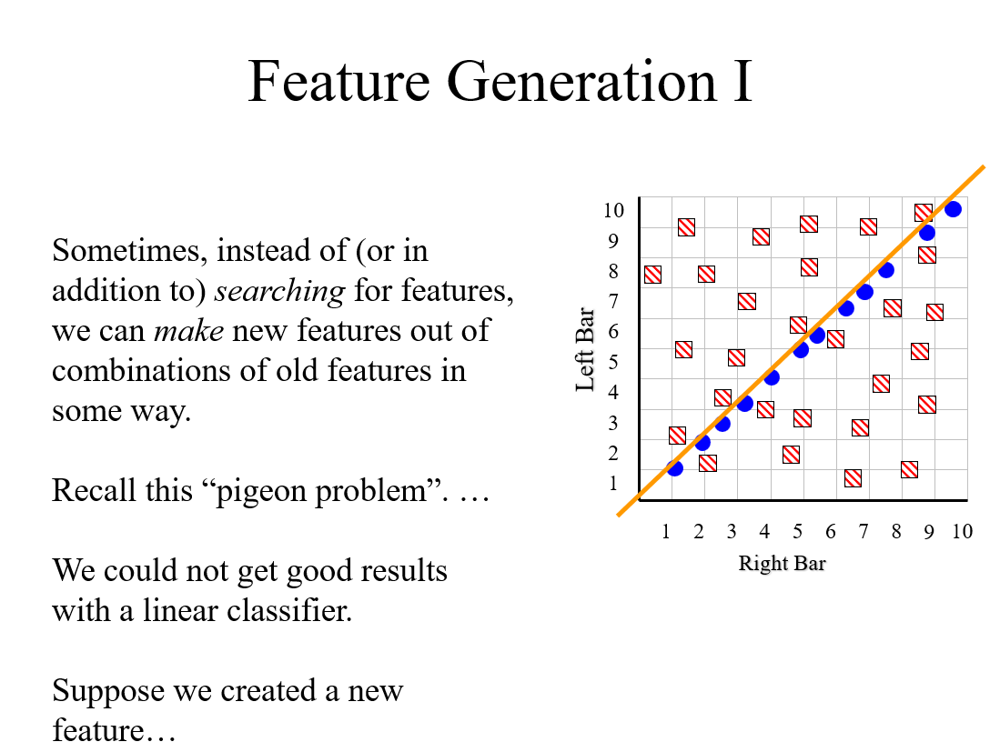 Feature Generation I
Sometimes, instead of (or in
addition to) searching for features,
we can make new features out of
combinations of old features in
some way.
Recall this “pigeon problem”. …
We could not get good results
with a linear classifier.
Suppose we created a new
feature…
10
9
8
7
6
5
4
3
2
1
Left Bar
1 2 3 4 5 6 7 8 9 10
Right Bar